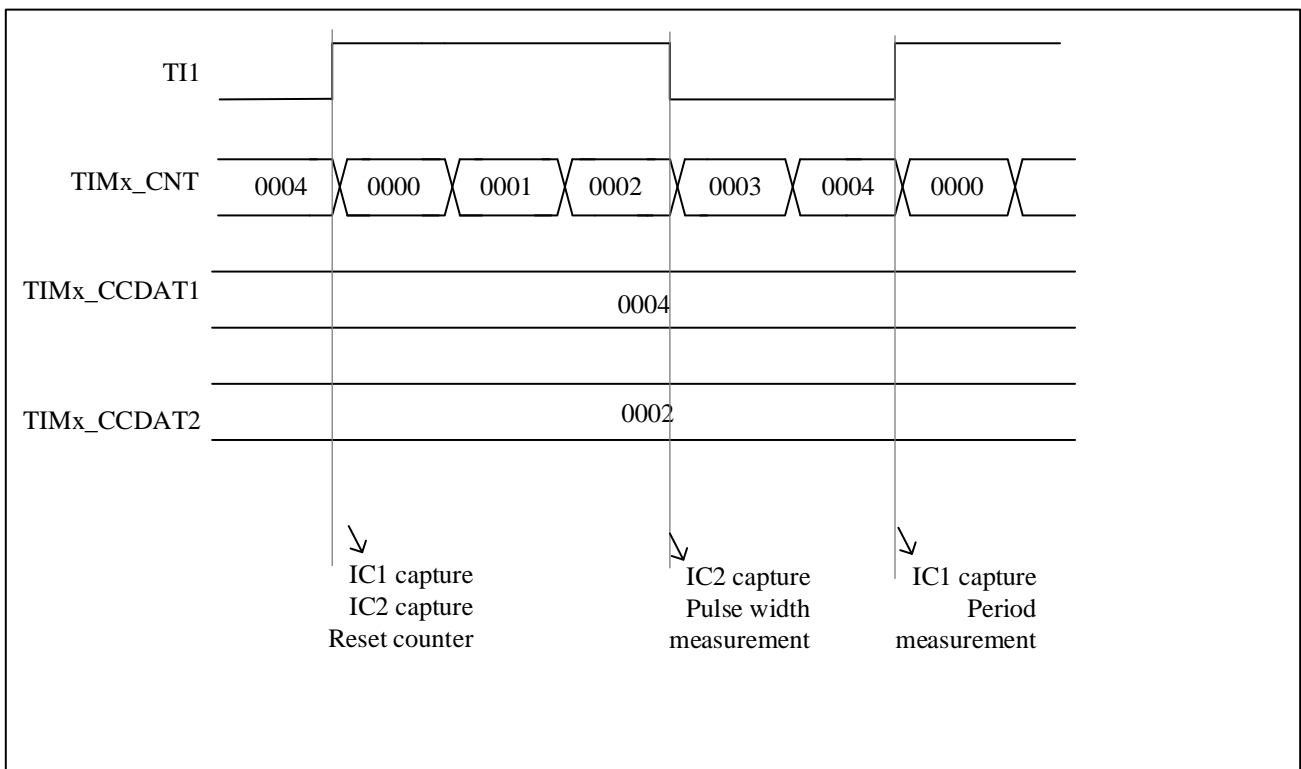 TI1
TIMx_CNT 0004 0000 0001 0002 0003 0004 0000
TIMx_CCDAT1
0004
TIMx_CCDAT2
0002
IC1 capture
IC2 capture
Reset counter
IC2 capture
Pulse width
measurement
IC1 capture
Period
measurement